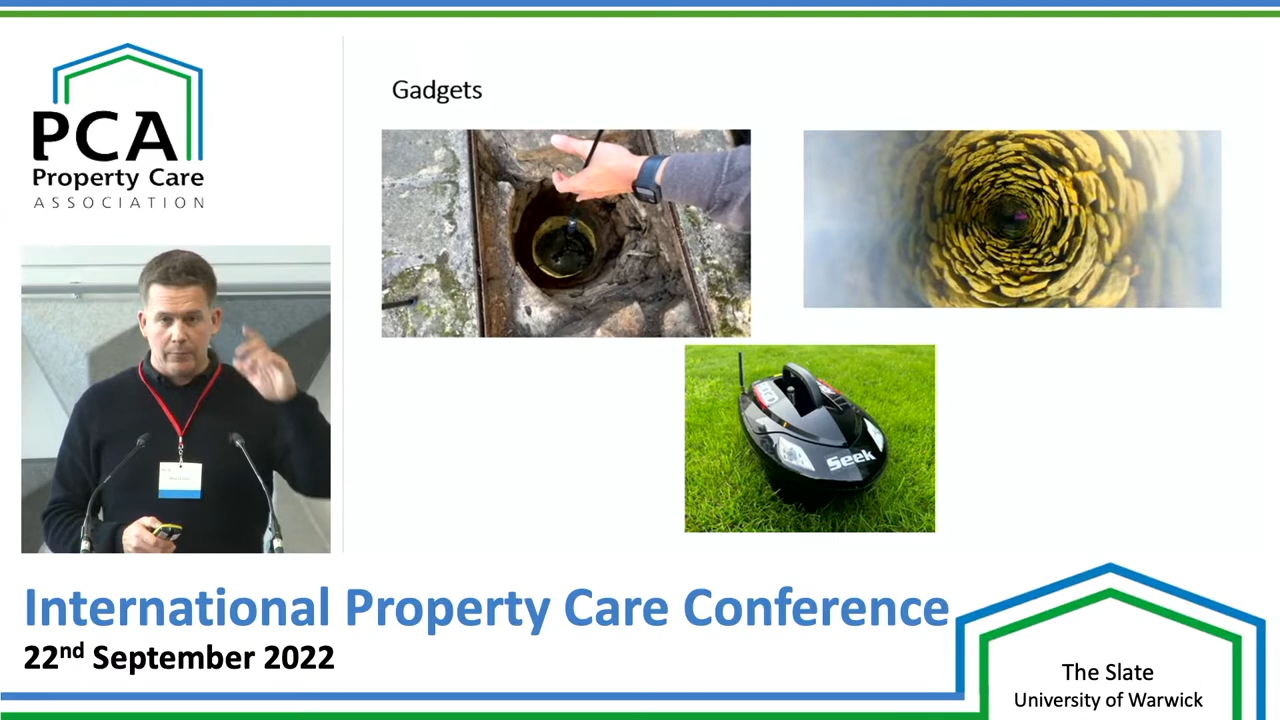 PCA
Property Care
ASSOCIATION
Gadgets
Seek
International Property Care Conference
22nd September 2022
The Slate
University of Warwick